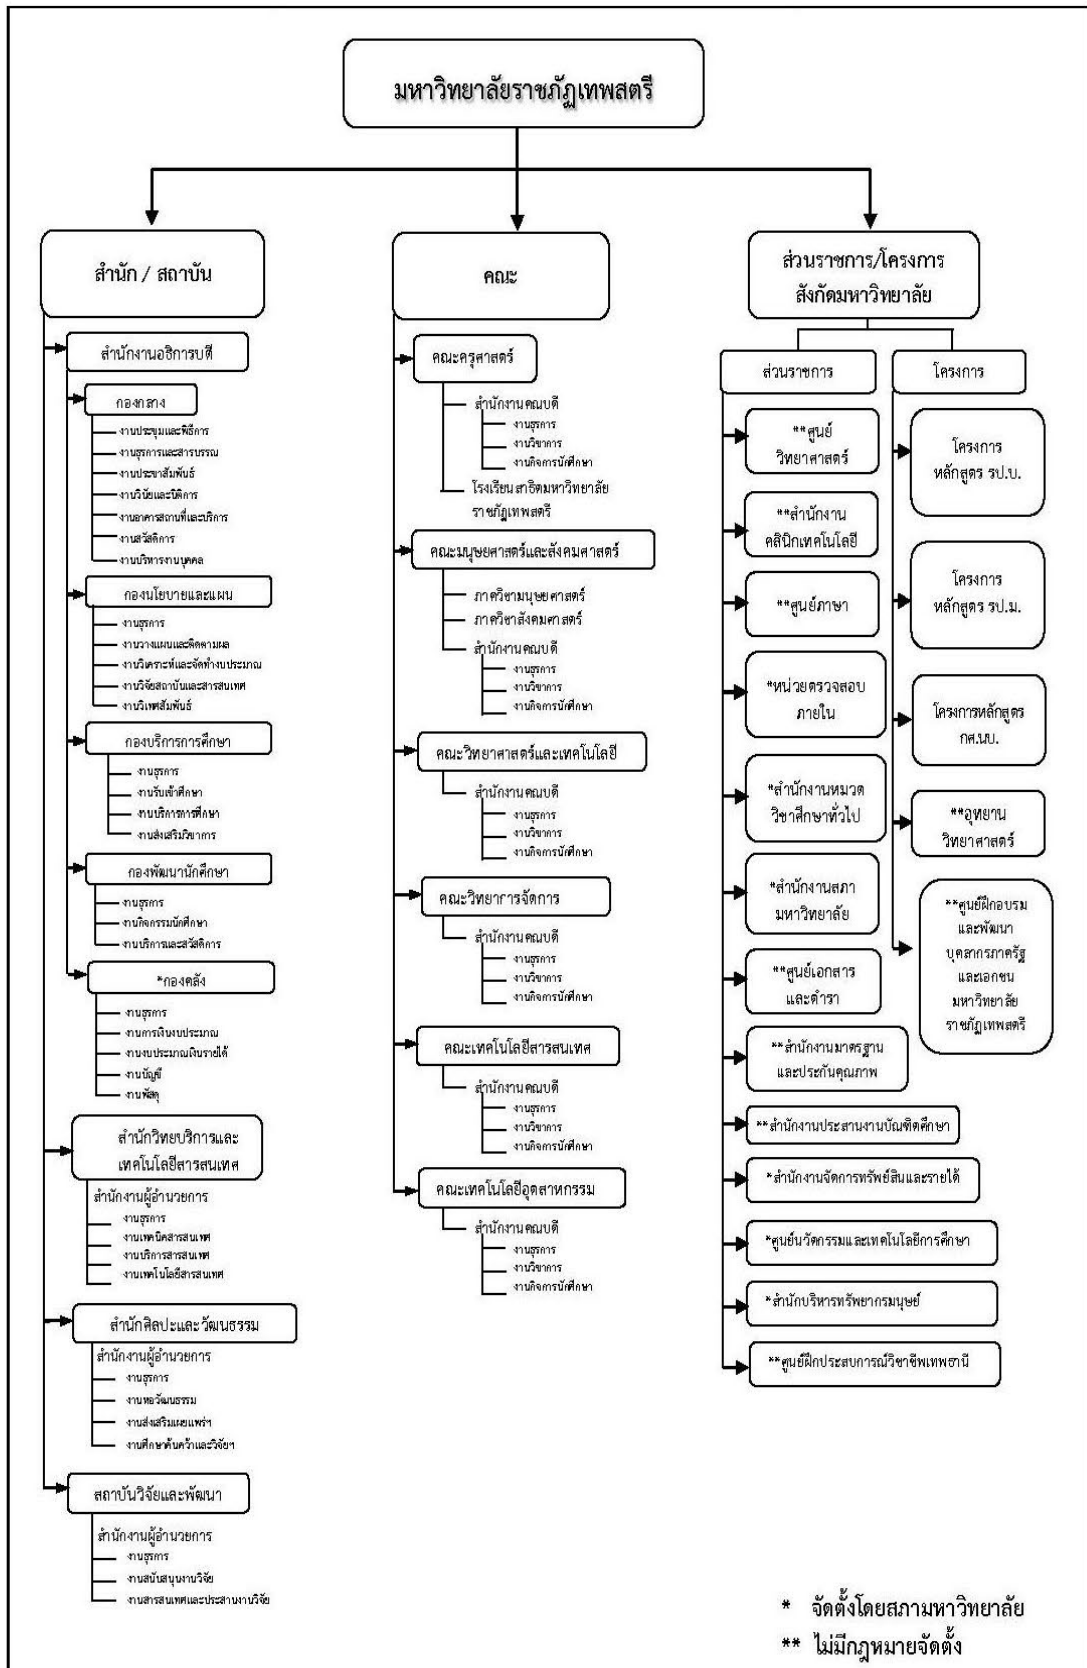 มหาวิทยาลัยราชภัฏเทพสตรี
สำนัก / สถาบัน
สำนักงานอธิการบดี
กองกลาง
งานประชุมและพิธีการ
งานธุรการและสารบรรณ
งานประชาสัมพันธ์
งานวินัยและนิติการ
งานอาคารสถานที่และบริการ
งานสวัสดิการ
งานบริหารงานบุคคล
กองนโยบายและแผน
งานธุรการ
งานวางแผนและติดตามผล
งานวิเคราะห์และจัดทำงบประมาณ
งานวิจัยสถาบันและสารสนเทศ
งานวิเทศสัมพันธ์
กองบริการการศึกษา
งานธุรการ
งานรับเข้าศึกษา
งานบริการการศึกษา
งานส่งเสริมวิชาการ
กองพัฒนานักศึกษา
งานธุรการ
งานกิจกรรมนักศึกษา
งานบริการและสวัสดิการ
*กองคลัง
งานธุรการ
งานการเงินงบประมาณ
งานงบประมาณเงินรายได้
งานบัญชี
งานพัสดุ
สำนักวิทยบริการและ
เทคโนโลยีสารสนเทศ
สำนักงานผู้อำนวยการ
งานธุรการ
งานเทคนิคสารสนเทศ
งานบริการสารสนเทศ
งานเทคโนโลยีสารสนเทศ
สำนักศิลปะและวัฒนธรรม
สำนักงานผู้อำนวยการ
งานธุรการ
งานหอวัฒนธรรม
งานส่งเสริมเผยแพร่ฯ
งานศึกษาค้นคว้าและวิจัยฯ
สถาบันวิจัยและพัฒนา
สำนักงานผู้อำนวยการ
งานธุรการ
งานสนับสนุนงานวิจัย
งานสารสนเทศและประสานงานวิจัย
คณะ
คณะครุศาสตร์
สำนักงานคณบดี
งานธุรการ
งานวิชาการ
งานกิจการนักศึกษา
โรงเรียนสาธิตมหาวิทยาลัย
ราชภัฏเทพสตรี
คณะมนุษยศาสตร์และสังคมศาสตร์
ภาควิชามนุษยศาสตร์
ภาควิชาสังคมศาสตร์
สำนักงานคณบดี
งานธุรการ
งานวิชาการ
งานกิจการนักศึกษา
คณะวิทยาศาสตร์และเทคโนโลยี
สำนักงานคณบดี
งานธุรการ
งานวิชาการ
งานกิจการนักศึกษา
คณะวิทยาการจัดการ
สำนักงานคณบดี
งานธุรการ
งานวิชาการ
งานกิจการนักศึกษา
คณะเทคโนโลยีสารสนเทศ
สำนักงานคณบดี
งานธุรการ
งานวิชาการ
งานกิจการนักศึกษา
คณะเทคโนโลยีอุตสาหกรรม
สำนักงานคณบดี
งานธุรการ
งานวิชาการ
งานกิจการนักศึกษา
ส่วนราชการ/โครงการ
สังกัดมหาวิทยาลัย
ส่วนราชการ
**ศูนย์
วิทยาศาสตร์
**สำนักงาน
คลินิกเทคโนโลยี
**ศูนย์ภาษา
*หน่วยตรวจสอบ
ภายใน
*สำนักงานหมวด
วิชาศึกษาทั่วไป
*สำนักงานสภา
มหาวิทยาลัย
**ศูนย์เอกสาร
และตำรา
**สำนักงานมาตรฐาน
และประกันคุณภาพ
**สำนักงานประสานงานบัณฑิตศึกษา
*สำนักงานจัดการทรัพย์สินและรายได้
*ศูนย์นวัตกรรมและเทคโนโลยีการศึกษา
*สำนักบริหารทรัพยากรมนุษย์
**ศูนย์ฝึกประสบการณ์วิชาชีพเทพธานี
โครงการ
โครงการ
หลักสูตร รป.บ.
โครงการ
หลักสูตร รป.ม.
โครงการหลักสูตร
กศ.นบ.
**อุทยาน
วิทยาศาสตร์
**ศูนย์ฝึกอบรม
และพัฒนา
บุคลากรภาครัฐ
และเอกชน
มหาวิทยาลัย
ราชภัฏเทพสตรี
* จัดตั้งโดยสภามหาวิทยาลัย
** ไม่มีกฎหมายจัดตั้ง